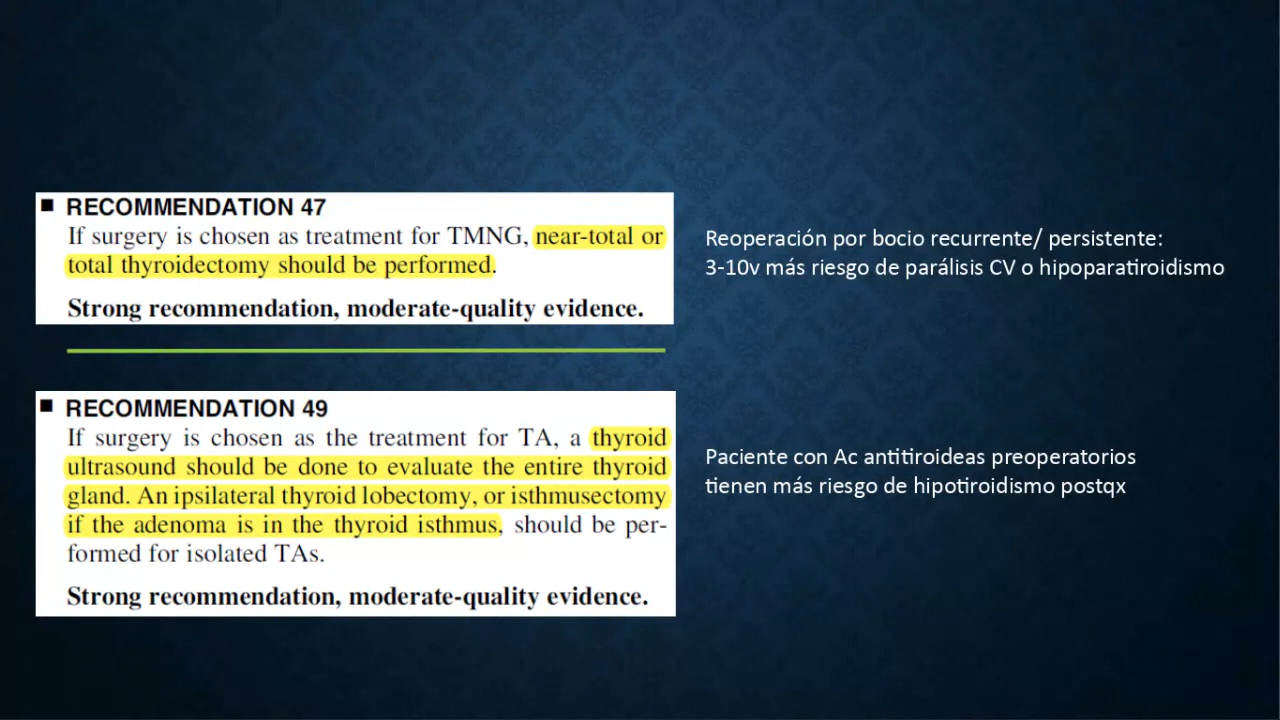 ■ RECOMMENDATION 47
If surgery is chosen as treatment for TMNG, near-total or
total thyroidectomy should be performed.
Strong recommendation, moderate-quality evidence.
Reoperación por bocio recurrente/ persistente:
3-10v más riesgo de parálisis CV o hipoparatiroidismo
■ RECOMMENDATION 49
If surgery is chosen as the treatment for TA, a thyroid
ultrasound should be done to evaluate the entire thyroid
gland. An ipsilateral thyroid lobectomy, or isthmusectomy
if the adenoma is in the thyroid isthmus, should be per-
formed for isolated TAs.
Strong recommendation, moderate-quality evidence.
Paciente con Ac antitiroideas preoperatorios
tienen más riesgo de hipotiroidismo postqx